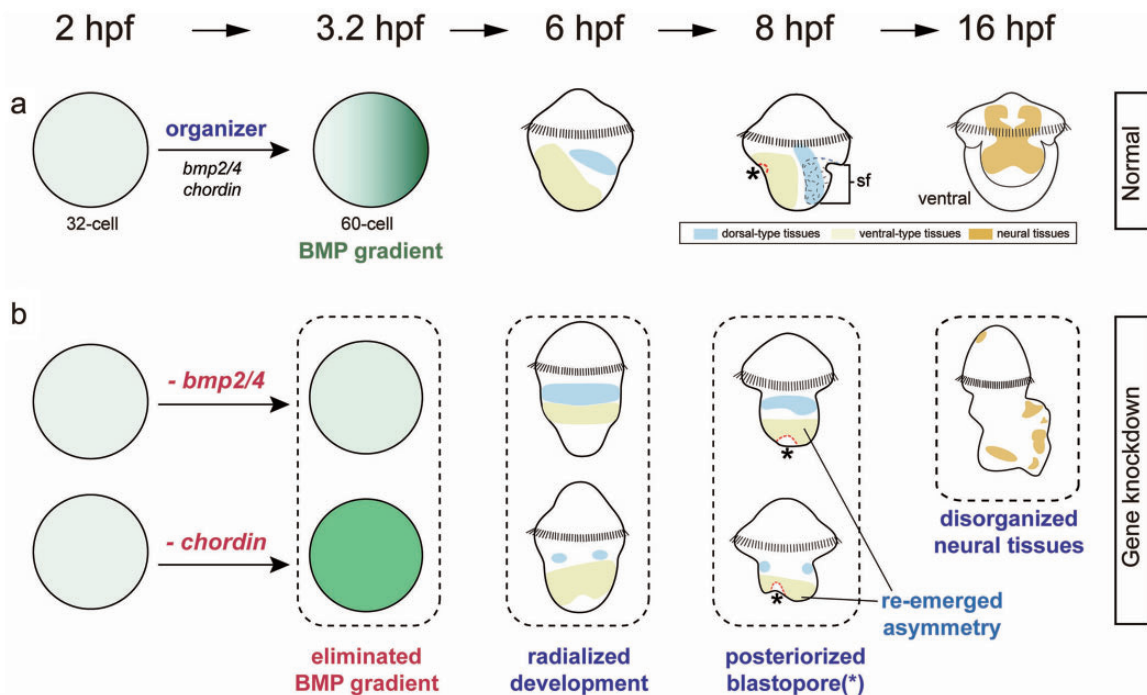 2 hpf 3.2 hpf 6 hpf 8 hpf 16 hpf
a
organizer
bmp2/4
chordin
32-cell
60-cell
BMP gradient
*
sf
ventral
dorsal-type tissues ventral-type tissues neural tissues
Normal
b
- bmp2/4
*
- chordin
*
disorganized
neural tissues
re-emerged
asymmetry
eliminated
BMP gradient
radialized
development
posteriorized
blastopore(*)
Gene knockdown